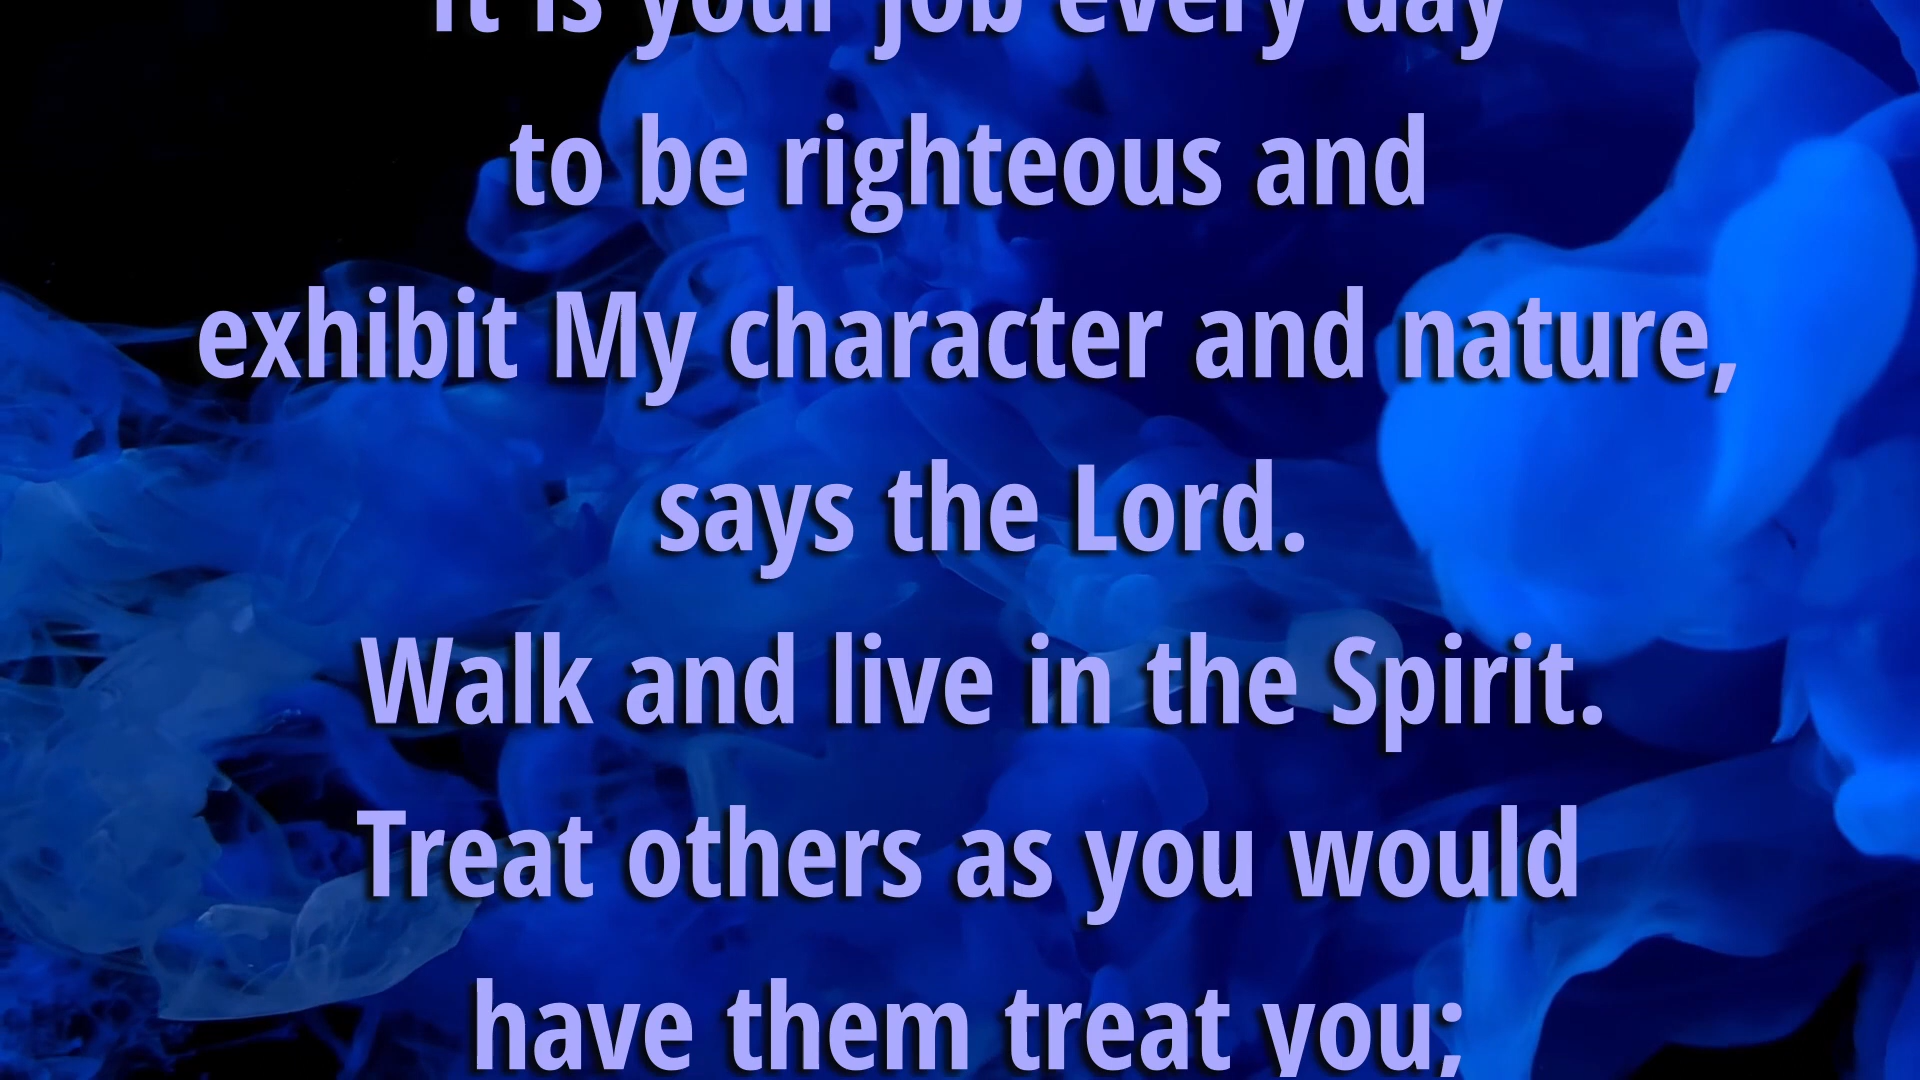 It is your job every day
to be righteous and
exhibit My character and nature,
says the Lord.
Walk and live in the Spirit.
Treat others as you would
have them treat you;